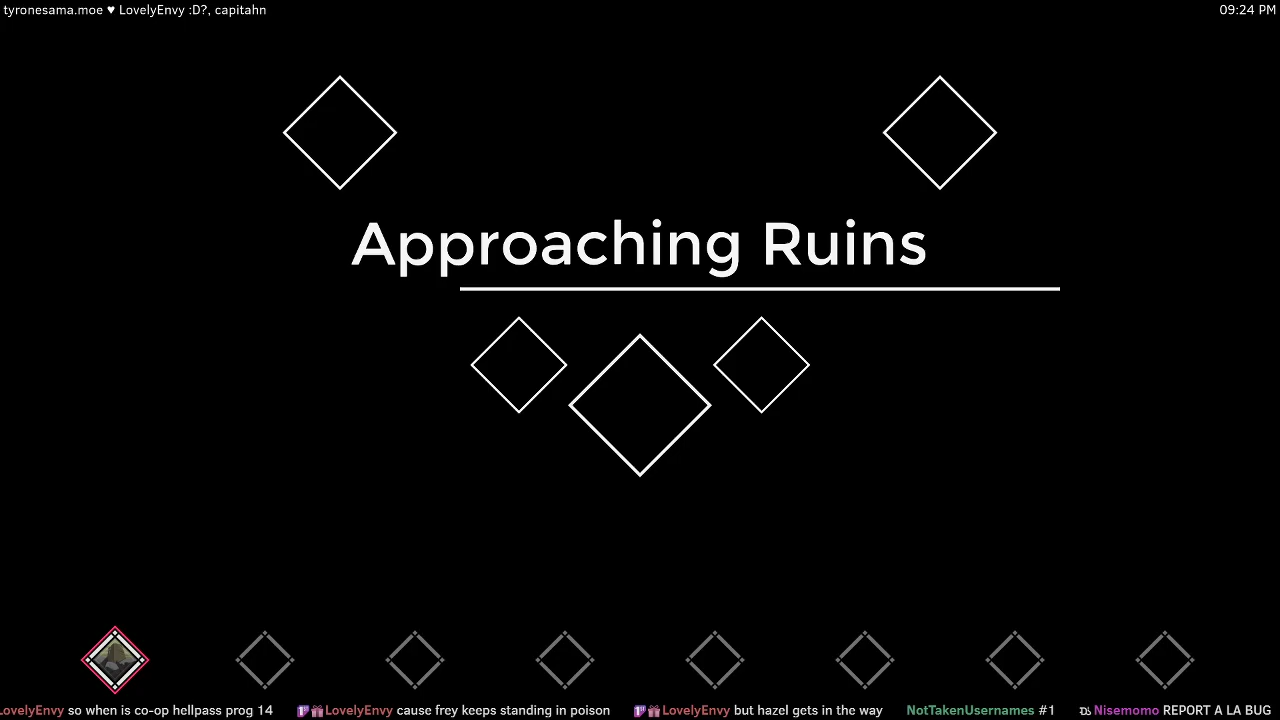 tyronesama.moe ♥ LovelyEnvy :D?, capitahn
09:24 PM
Approaching Ruins
LovelyEnvy so when is co-op hellpass prog 14 LovelyEnvy cause frey keeps standing in poison LovelyEnvy but hazel gets in the way NotTakenUsernames #1 Nisemomo REPORT A LA BUG